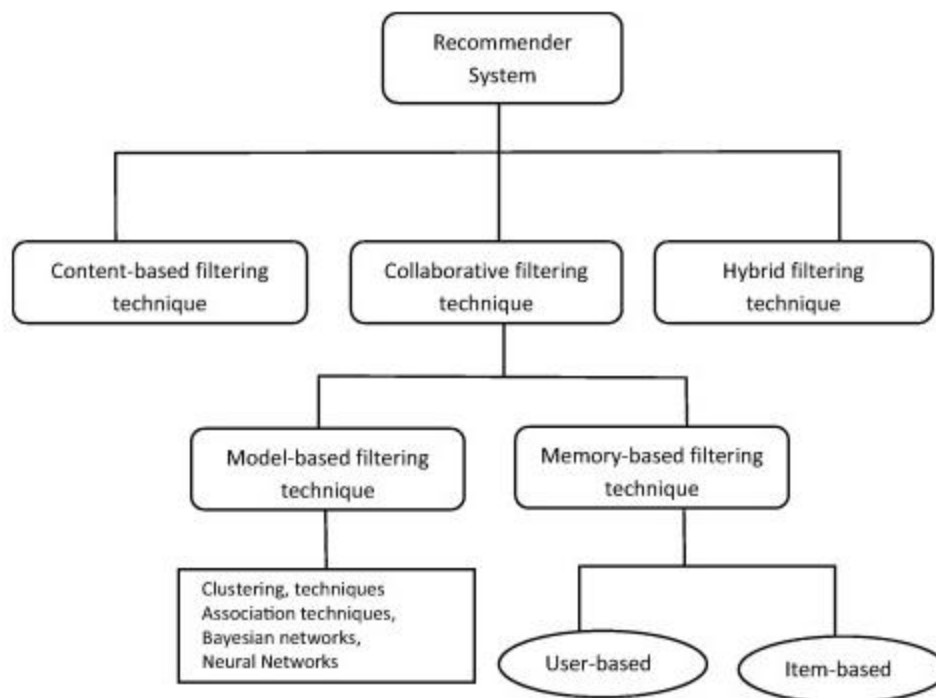 Recommender
System
Content-based filtering
technique
Collaborative filtering
technique
Hybrid filtering
technique
Model-based filtering
technique
Memory-based filtering
technique
Clustering, techniques
Association techniques,
Bayesian networks,
Neural Networks
User-based
Item-based